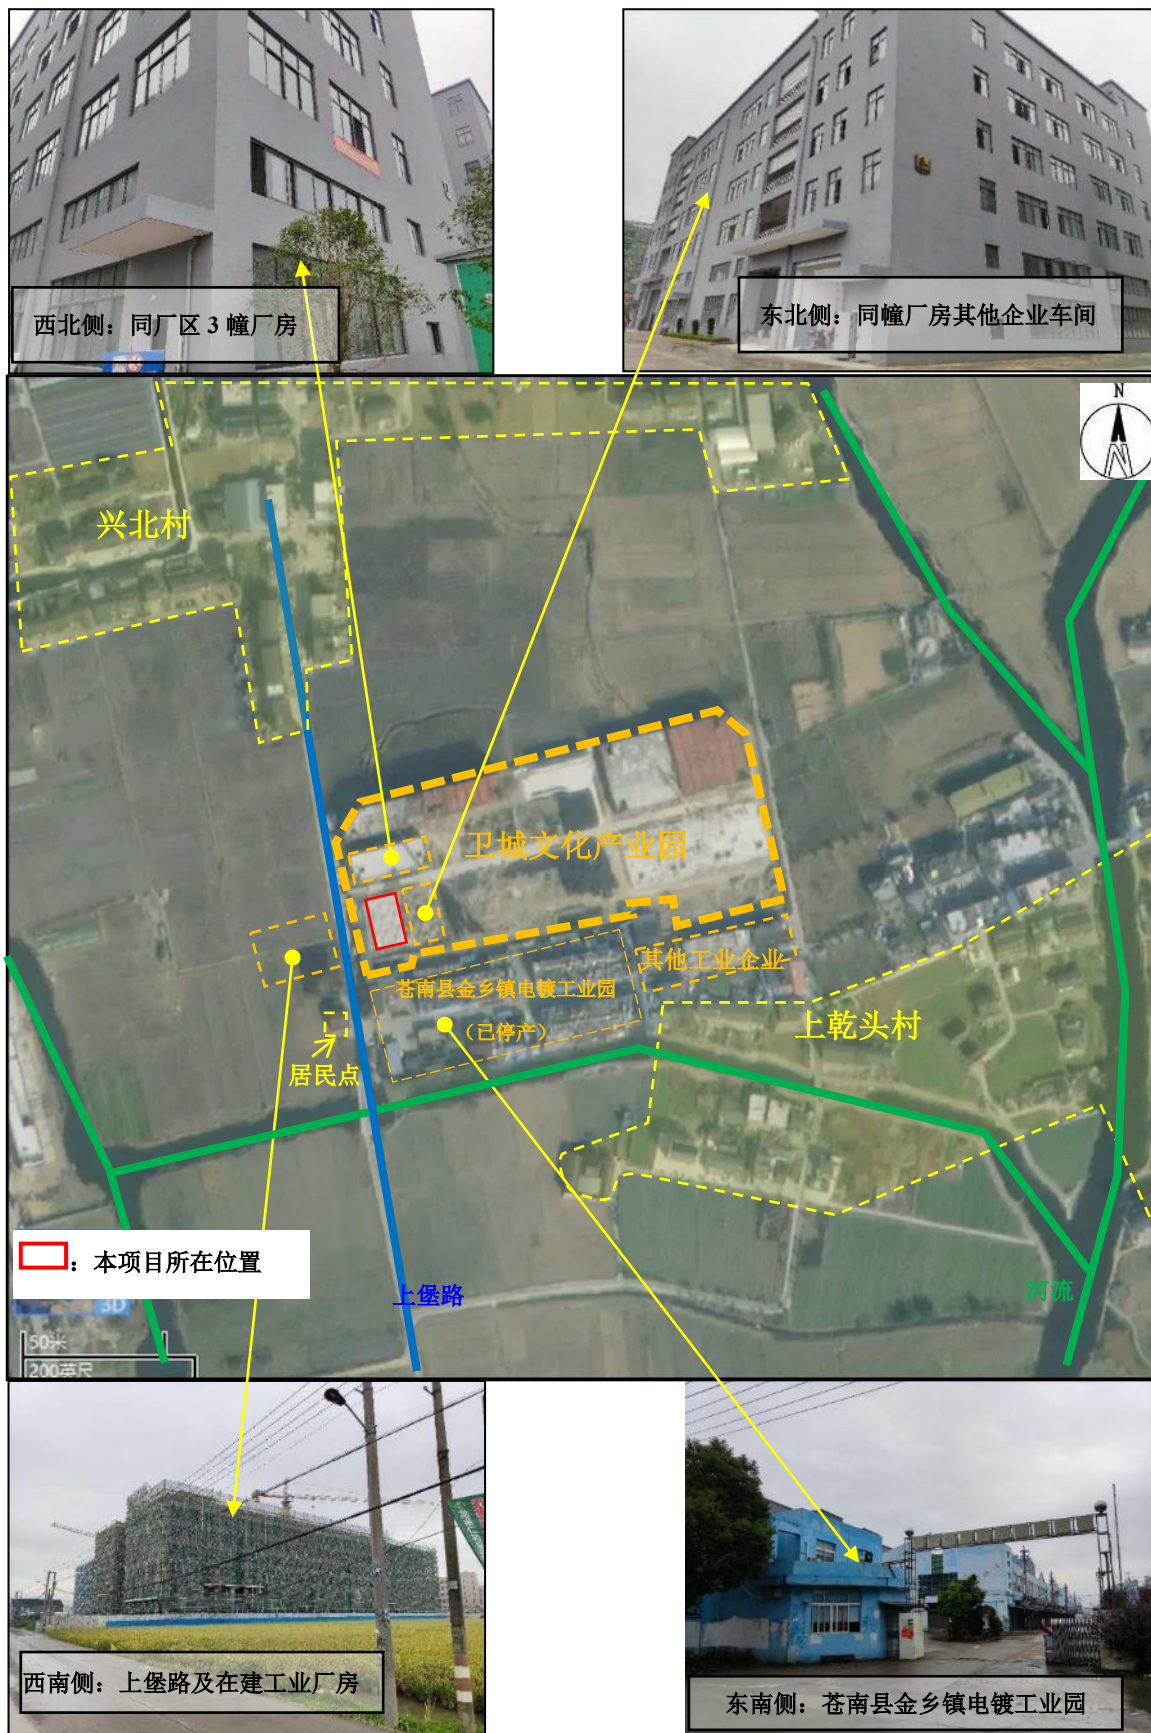 西北侧：同厂区 3 幢厂房
东北侧：同幢厂房其他企业车间
N
兴北村
卫城文化产业园
其他工业企业
苍南县金乡镇电镀工业园
（已停产）
上乾头村
居民点
：本项目所在位置
上堡路
河流
3D
50米
200英尺
西南侧：上堡路及在建工业厂房
东南侧：苍南县金乡镇电镀工业园